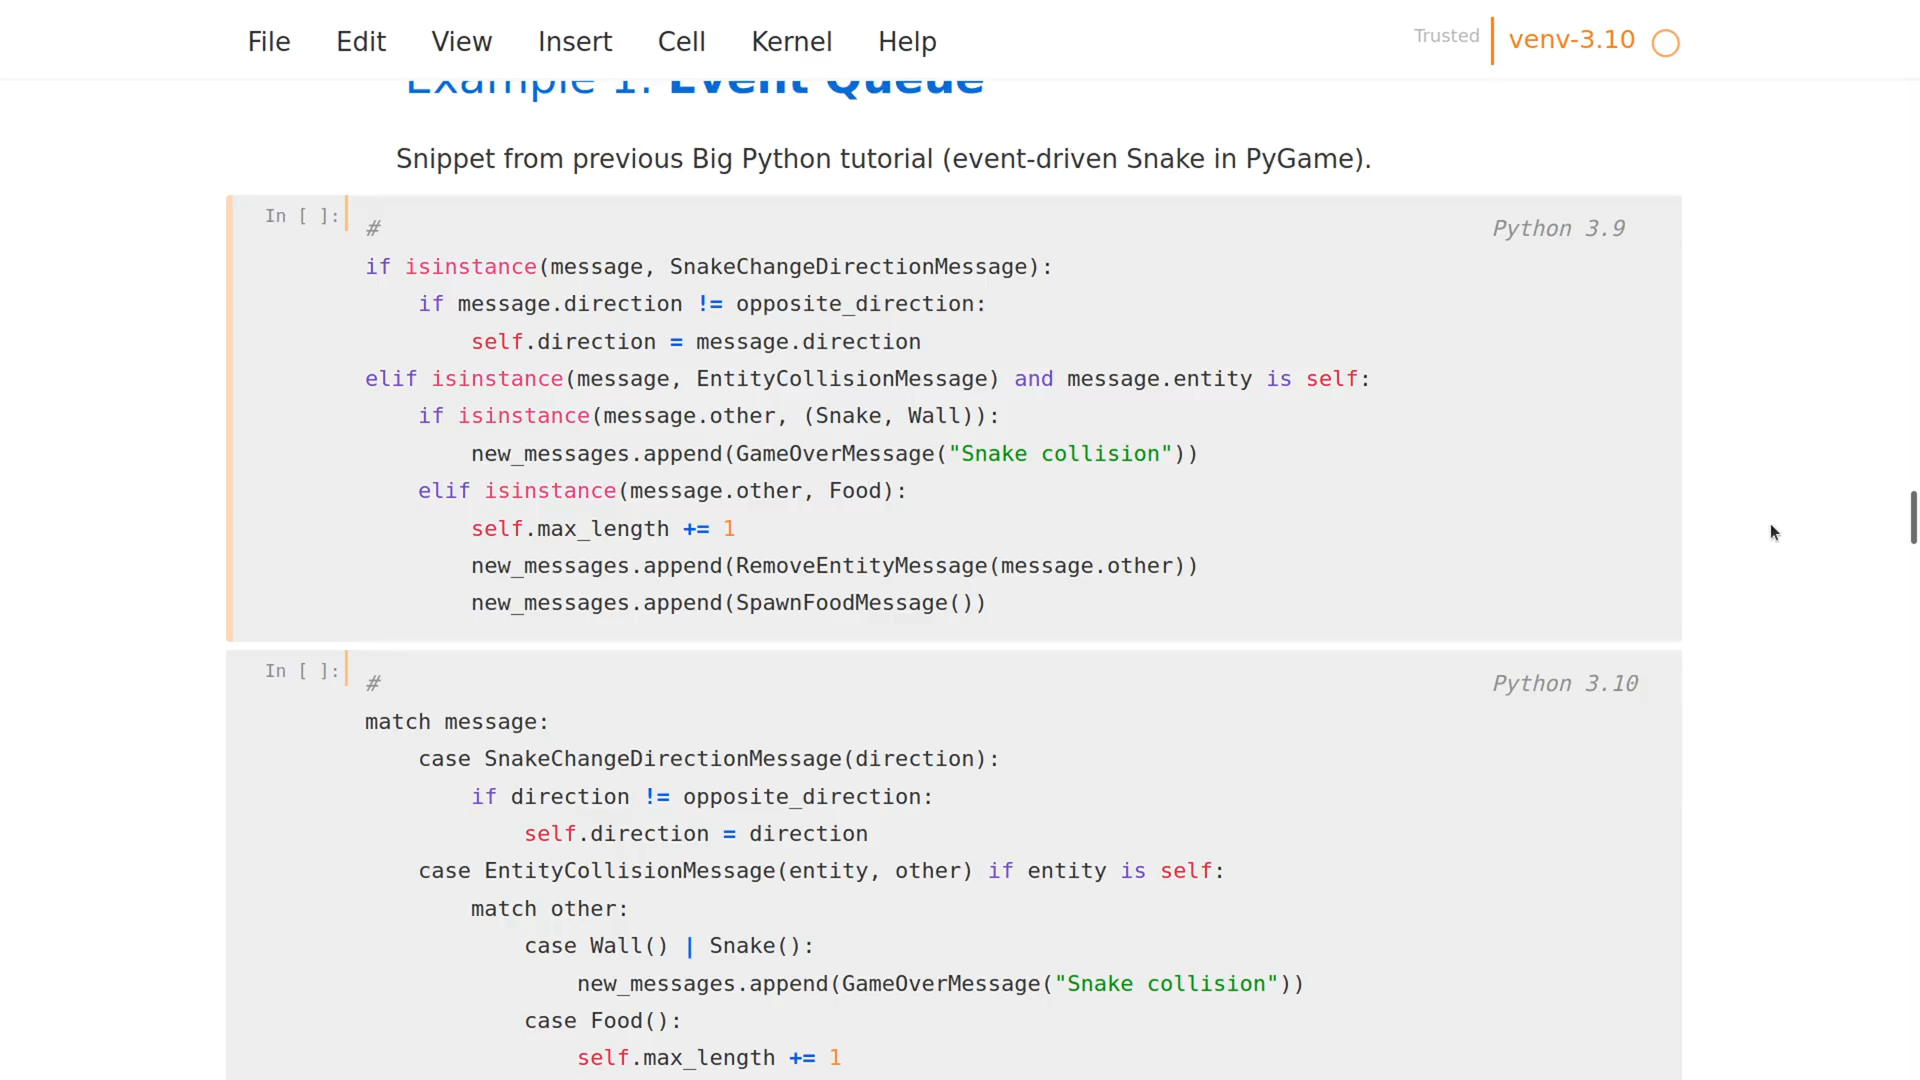 File Edit View Insert Cell Kernel Help Trusted venv-3.10
Example 1: Event Queue
Snippet from previous Big Python tutorial (event-driven Snake in PyGame).
In [ ]: # Python 3.9
if isinstance(message, SnakeChangeDirectionMessage):
    if message.direction != opposite_direction:
        self.direction = message.direction
elif isinstance(message, EntityCollisionMessage) and message.entity is self:
    if isinstance(message.other, (Snake, Wall)):
        new_messages.append(GameOverMessage("Snake collision"))
    elif isinstance(message.other, Food):
        self.max_length += 1
        new_messages.append(RemoveEntityMessage(message.other))
        new_messages.append(SpawnFoodMessage())
In [ ]: # Python 3.10
match message:
    case SnakeChangeDirectionMessage(direction):
        if direction != opposite_direction:
            self.direction = direction
    case EntityCollisionMessage(entity, other) if entity is self:
        match other:
            case Wall() | Snake():
                new_messages.append(GameOverMessage("Snake collision"))
            case Food():
                self.max_length += 1